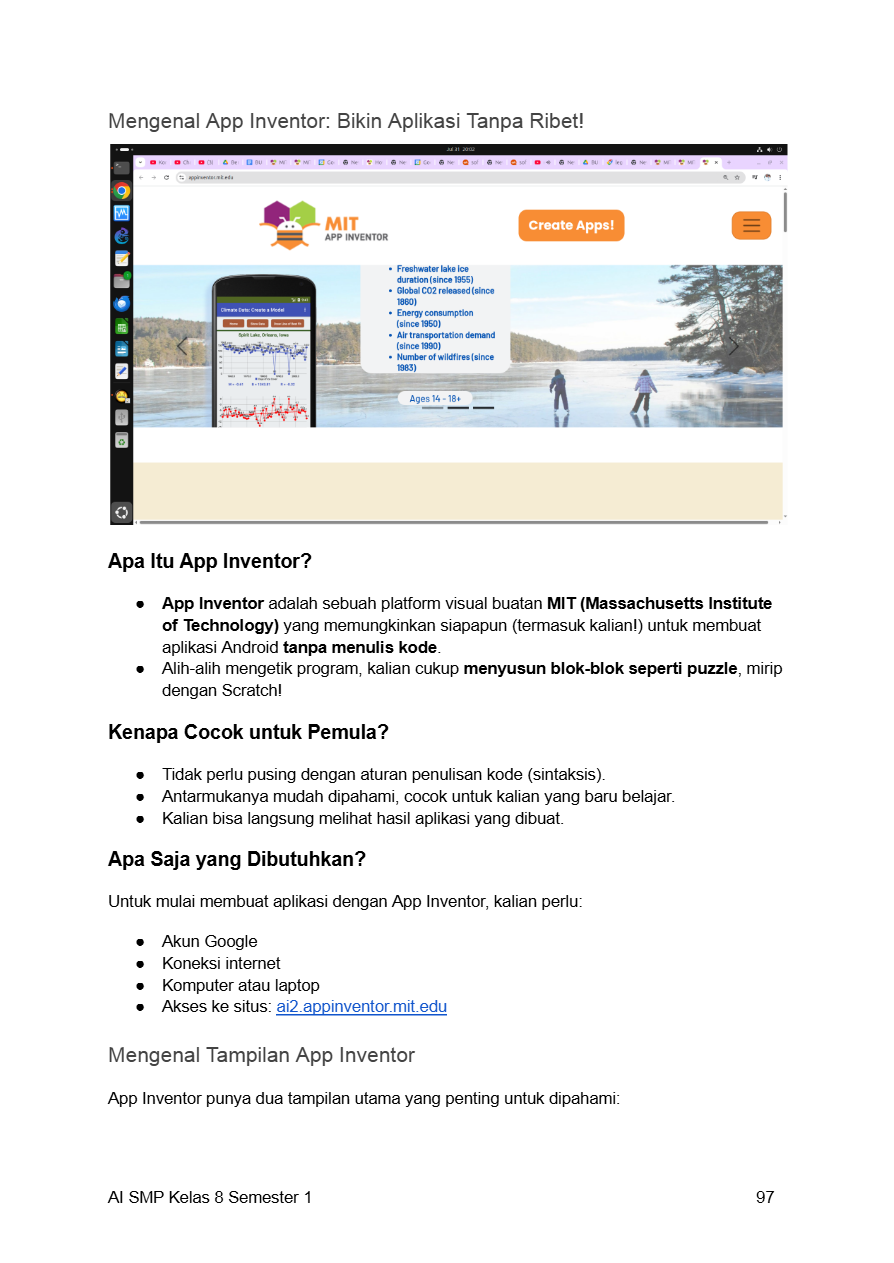 Mengenal App Inventor: Bikin Aplikasi Tanpa Ribet!
Jul 31 20:02
appinventor.mit.edu
MIT
APP INVENTOR
Create Apps!
• Freshwater lake ice
duration (since 1955)
• Global CO2 released (since
1860)
• Energy consumption
(since 1950)
• Air transportation demand
(since 1990)
• Number of wildfires (since
1983)
Climate Data: Create a Model
Spirit Lake, Orleans, Iowa
Ages 14 - 18+
Apa Itu App Inventor?
● App Inventor adalah sebuah platform visual buatan MIT (Massachusetts Institute
of Technology) yang memungkinkan siapapun (termasuk kalian!) untuk membuat
aplikasi Android tanpa menulis kode.
● Alih-alih mengetik program, kalian cukup menyusun blok-blok seperti puzzle, mirip
dengan Scratch!
Kenapa Cocok untuk Pemula?
● Tidak perlu pusing dengan aturan penulisan kode (sintaksis).
● Antarmukanya mudah dipahami, cocok untuk kalian yang baru belajar.
● Kalian bisa langsung melihat hasil aplikasi yang dibuat.
Apa Saja yang Dibutuhkan?
Untuk mulai membuat aplikasi dengan App Inventor, kalian perlu:
● Akun Google
● Koneksi internet
● Komputer atau laptop
● Akses ke situs: ai2.appinventor.mit.edu
Mengenal Tampilan App Inventor
App Inventor punya dua tampilan utama yang penting untuk dipahami:
AI SMP Kelas 8 Semester 1 97